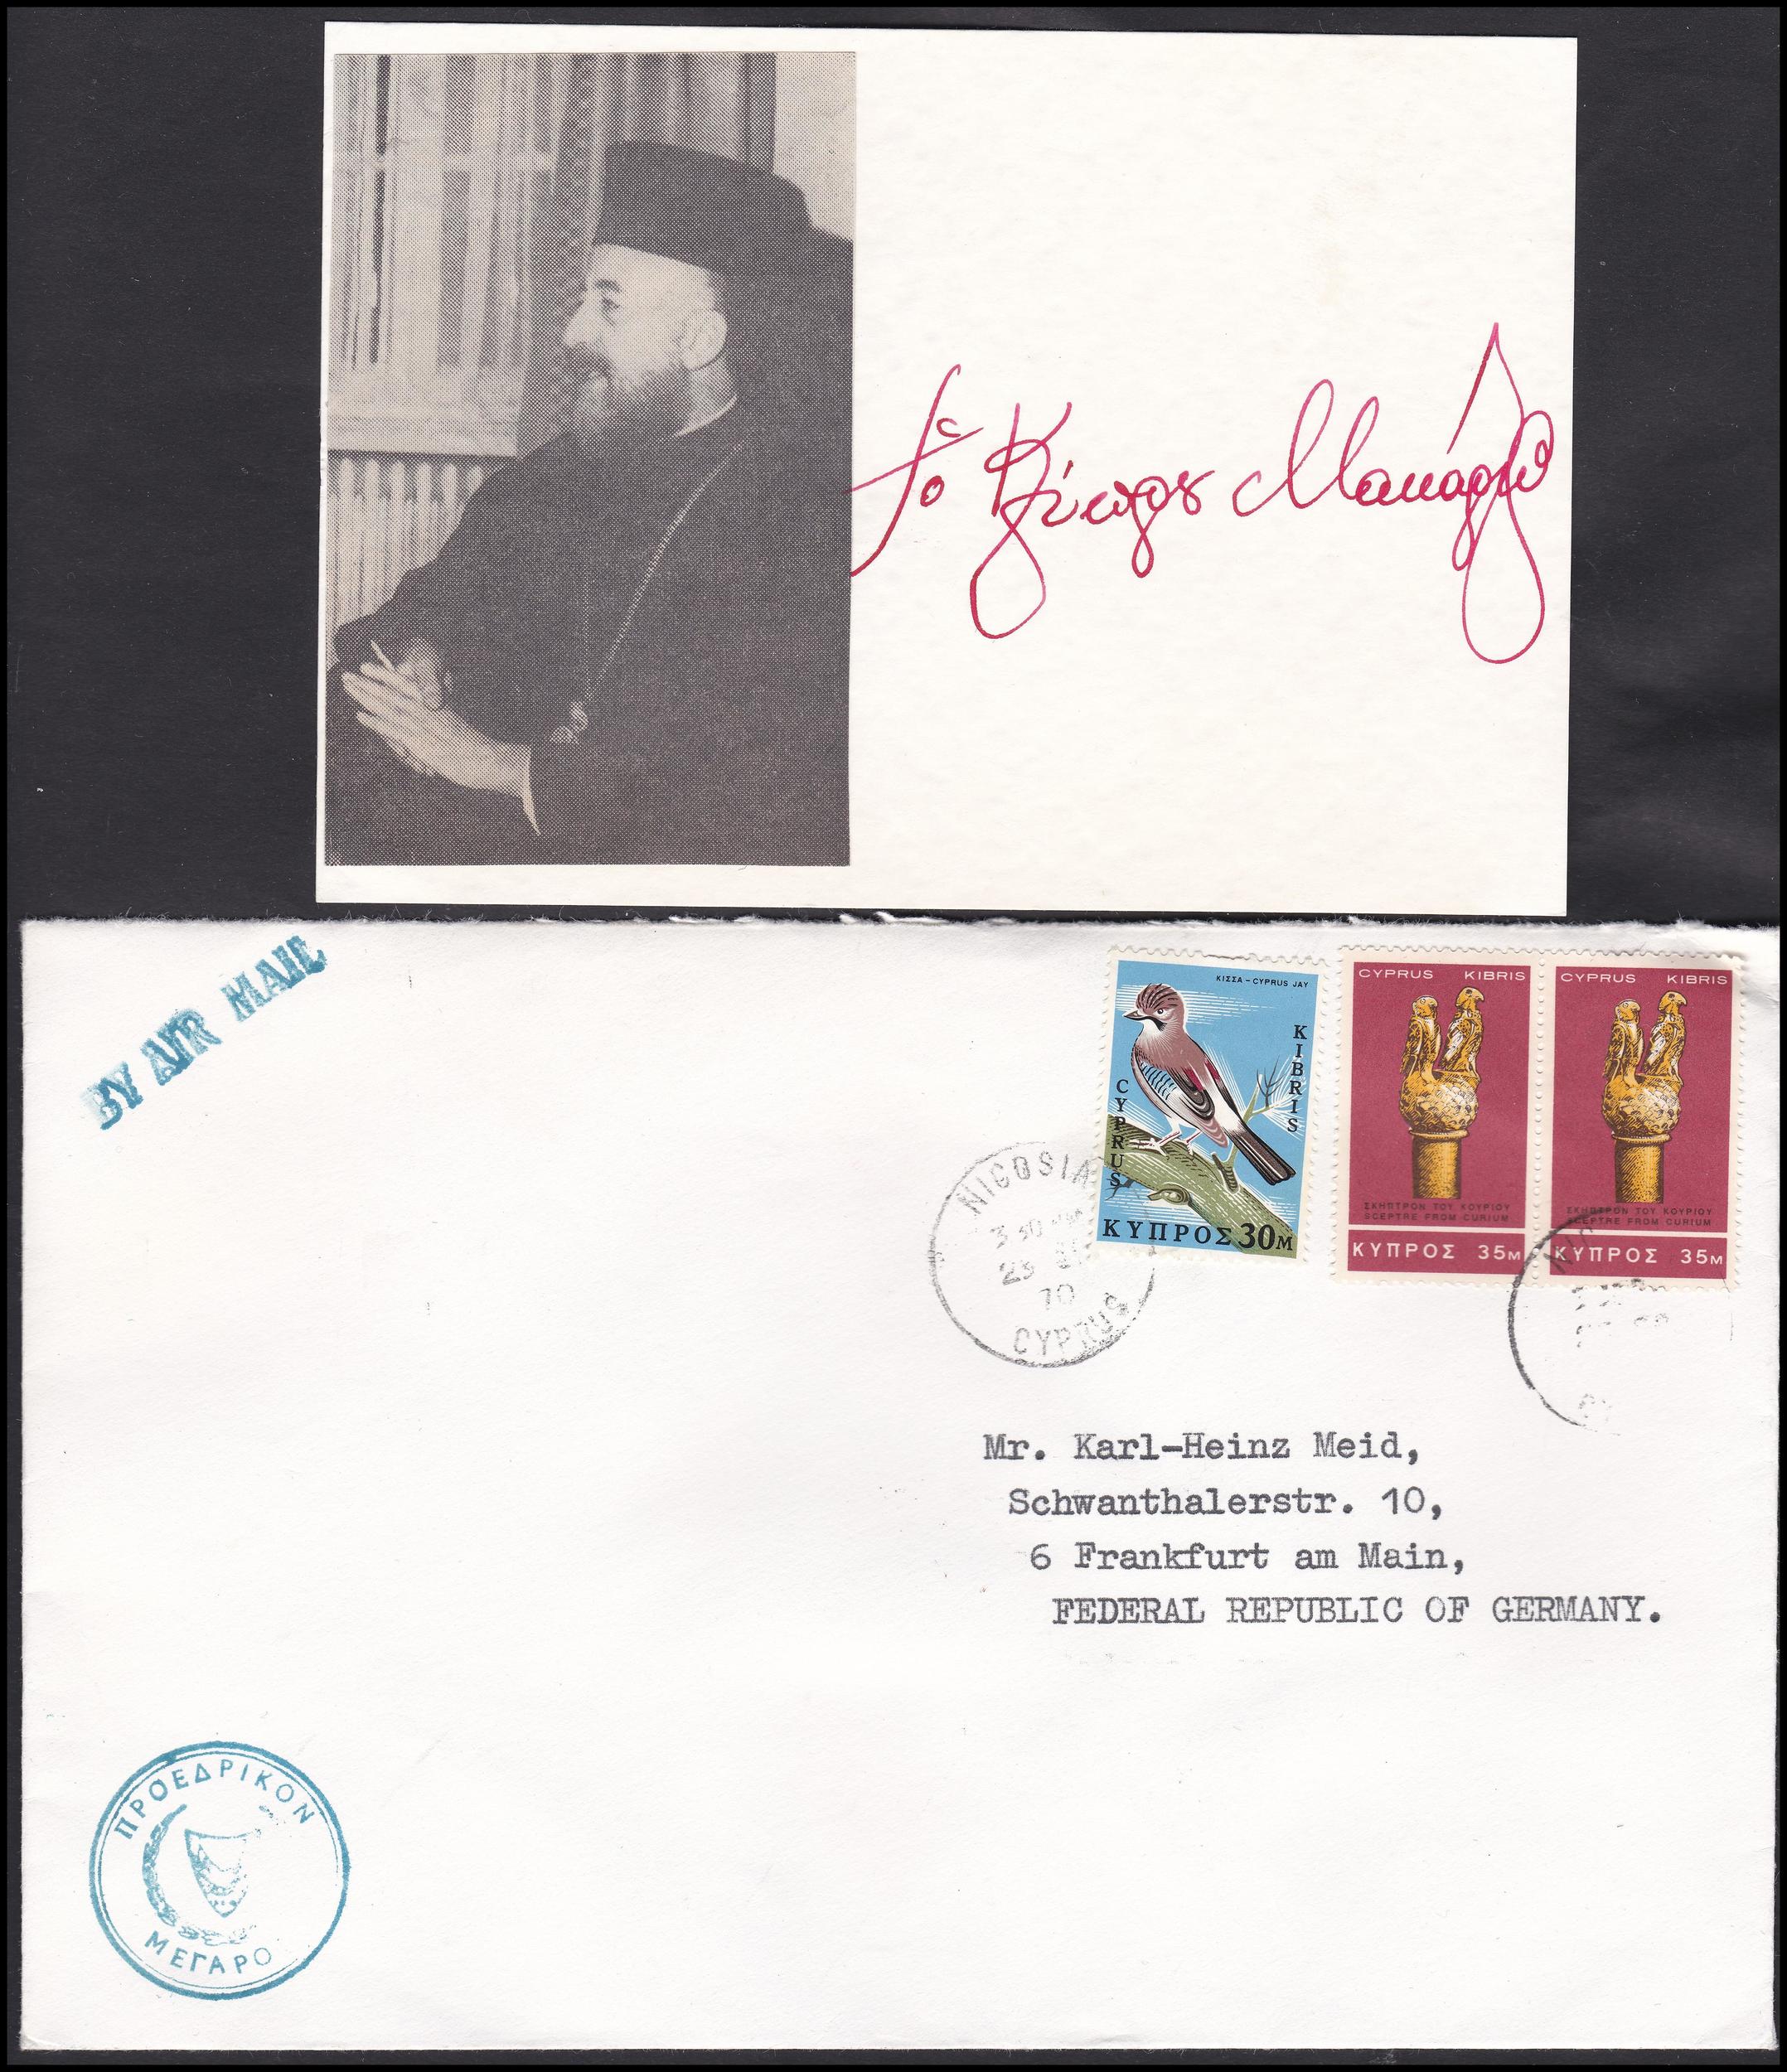 † ὁ Κύπρου Μακάριος
BY AIR MAIL
ΚΙΣΣΑ – CYPRUS JAY
KIBRIS
CYPRUS
ΚΥΠΡΟΣ 30M
CYPRUS KIBRIS
ΣΚΗΠΤΡΟΝ ΤΟΥ ΚΟΥΡΙΟΥ
SCEPTRE FROM CURIUM
ΚΥΠΡΟΣ 35M
CYPRUS KIBRIS
ΣΚΗΠΤΡΟΝ ΤΟΥ ΚΟΥΡΙΟΥ
SCEPTRE FROM CURIUM
ΚΥΠΡΟΣ 35M
NICOSIA
70
CYPRUS
Mr. Karl-Heinz Meid,
Schwanthalerstr. 10,
6 Frankfurt am Main,
FEDERAL REPUBLIC OF GERMANY.
ΠΡΟΕΔΡΙΚΟΝ
ΜΕΓΑΡΟ